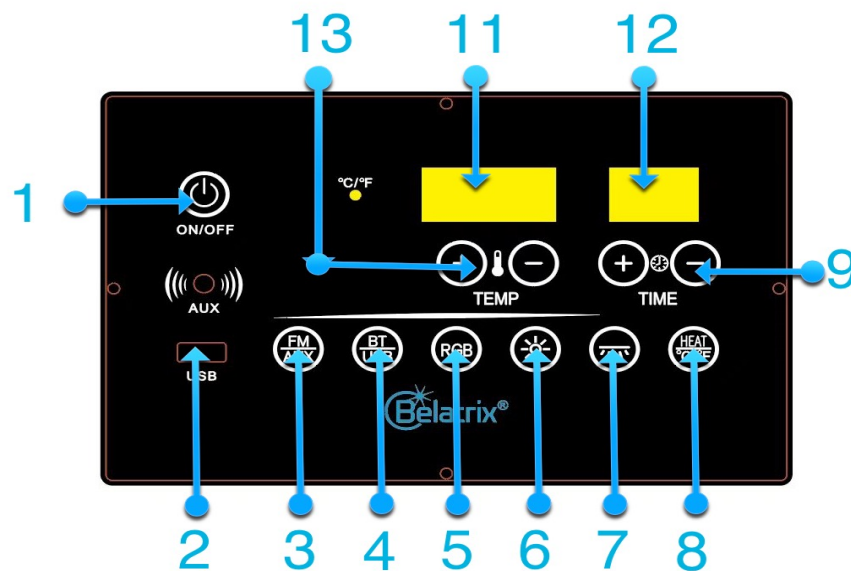 13 11 12
1
°C/°F
ON/OFF
AUX
TEMP
TIME
9
USB
FM
AUX
BT
USB
RGB
HEAT
°C/°F
Belatrix®
2 3 4 5 6 7 8